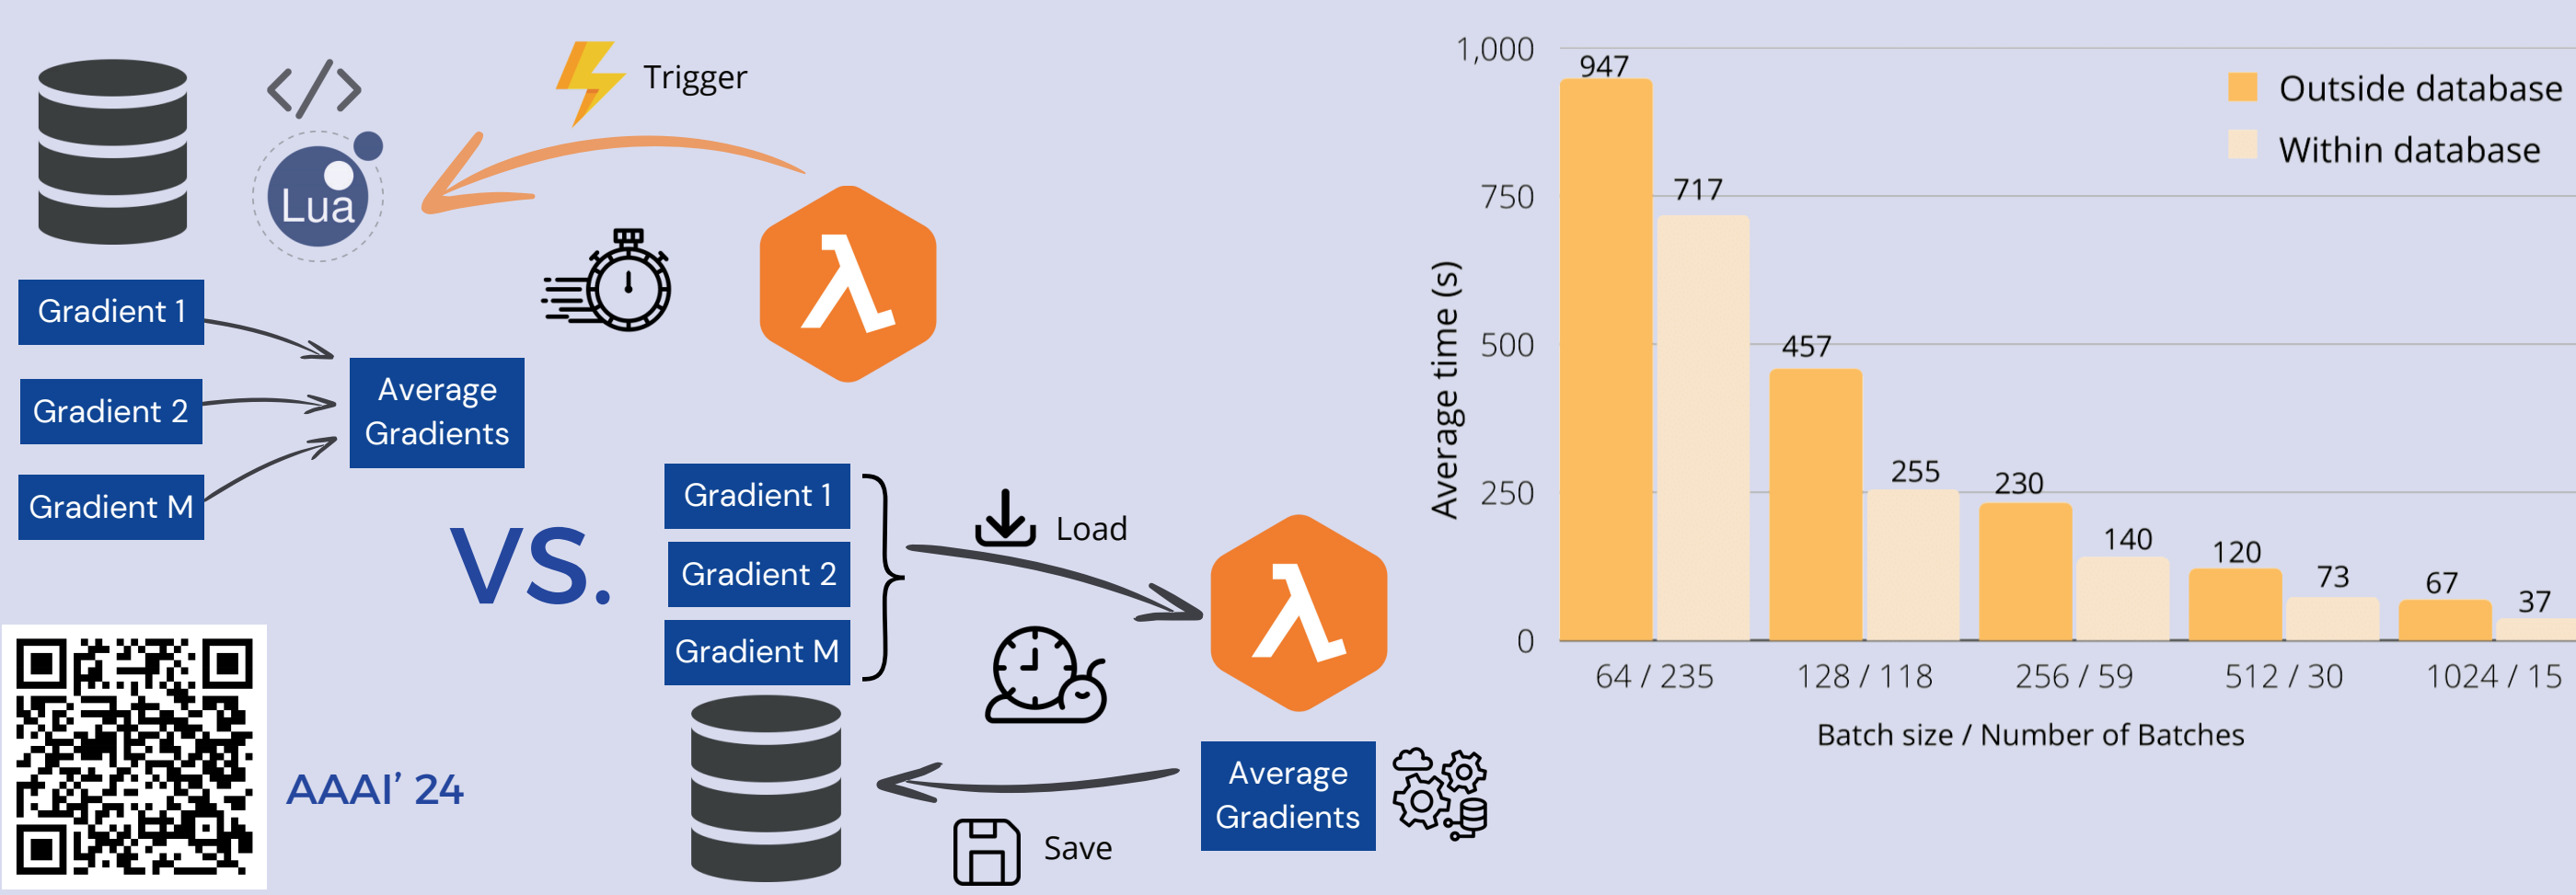 Trigger
</>
Lua
Gradient 1
Gradient 2
Gradient M
Average
Gradients
VS.
Gradient 1
Gradient 2
Gradient M
Load
Average
Gradients
Save
AAAI’ 24
1,000
750
500
250
0
Average time (s)
947
717
457
255
230
140
120
73
67
37
Outside database
Within database
64 / 235
128 / 118
256 / 59
512 / 30
1024 / 15
Batch size / Number of Batches